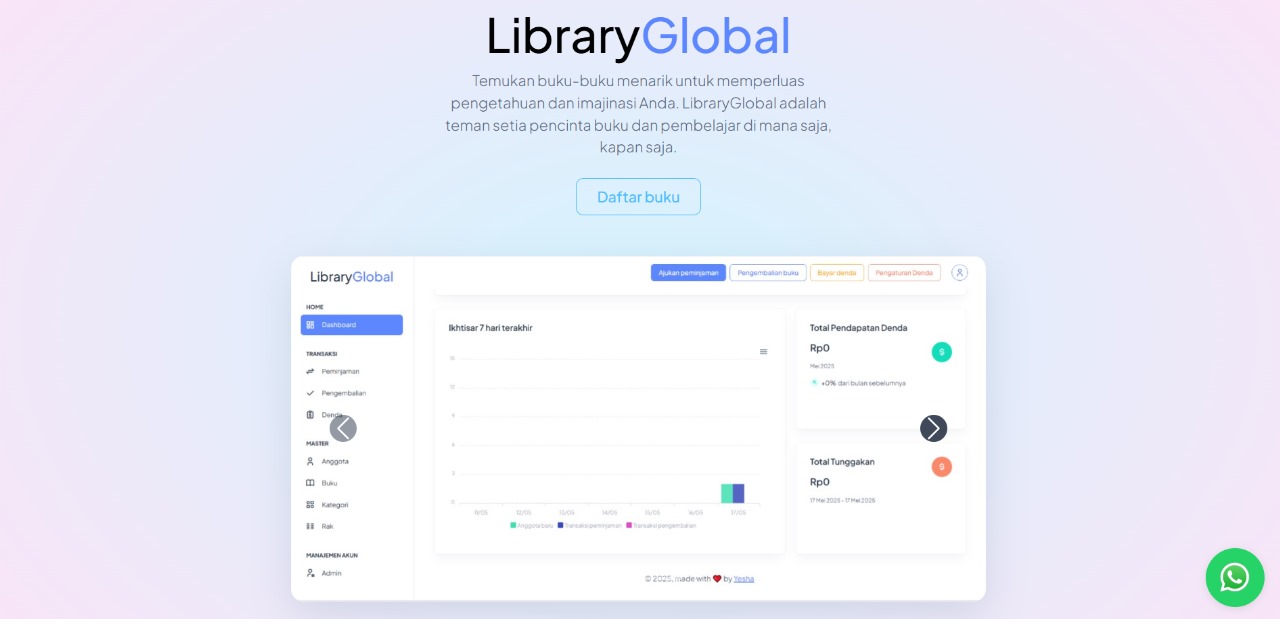 LibraryGlobal
Temukan buku-buku menarik untuk memperluas
pengetahuan dan imajinasi Anda. LibraryGlobal adalah
teman setia pencinta buku dan pembelajar di mana saja,
kapan saja.
Daftar buku
LibraryGlobal
Ajukan peminjaman
Pengembalian buku
Bayar denda
Pengaturan Denda
HOME
Dashboard
TRANSAKSI
Peminjaman
Pengembalian
Denda
MASTER
Anggota
Buku
Kategori
Rak
MANAJEMEN AKUN
Admin
Ikhtisar 7 hari terakhir
15
12
9
6
3
0
11/05 12/05 13/05 14/05 15/05 16/05 17/05
Anggota baru Transaksi peminjaman Transaksi pengembalian
Total Pendapatan Denda
Rp0
$
Mei 2025
+0% dari bulan sebelumnya
Total Tunggakan
$
Rp0
17 Mei 2025 - 17 Mei 2025
© 2025, made with ❤️ by Yesha